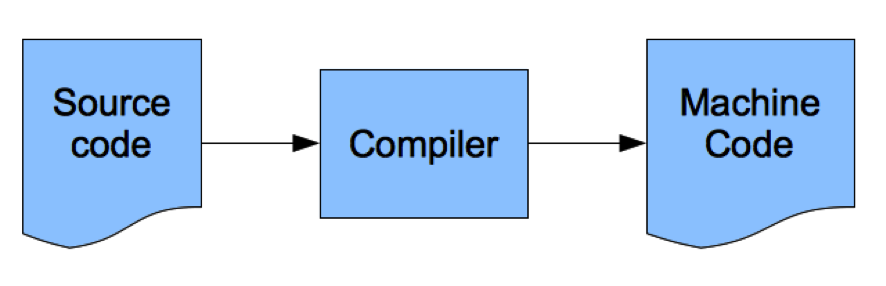 Source
code
Compiler
Machine
Code